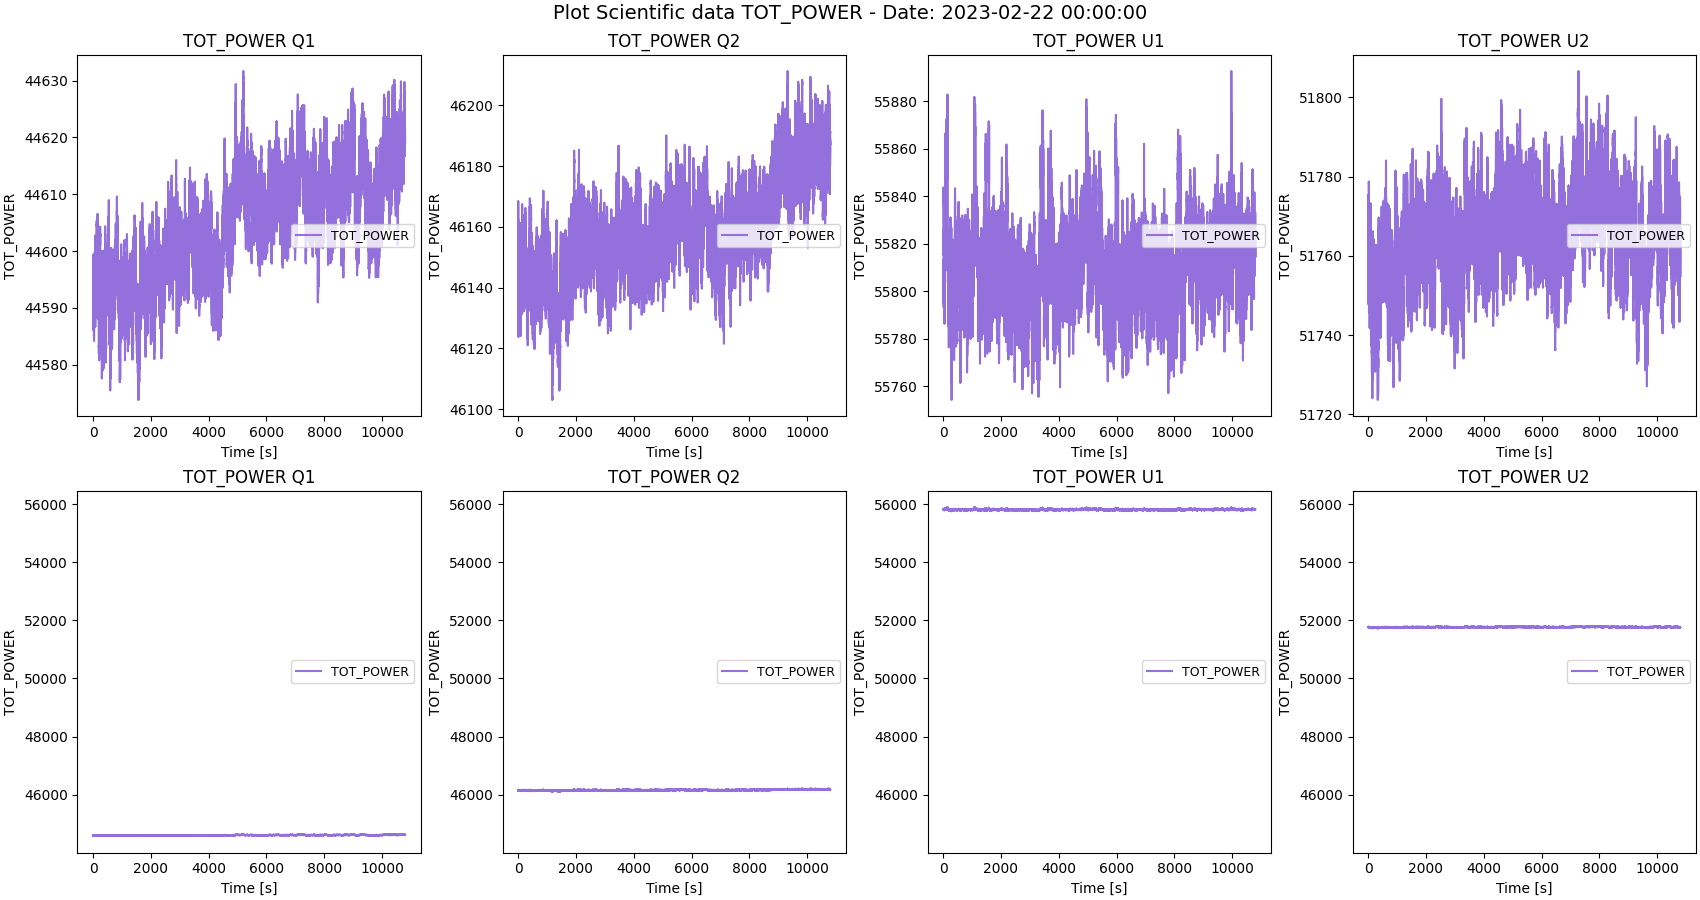 Plot Scientific data TOT_POWER - Date: 2023-02-22 00:00:00
TOT_POWER Q1
TOT_POWER
44630
44620
44610
44600
44590
44580
TOT_POWER
0 2000 4000 6000 8000 10000
Time [s]
TOT_POWER Q2
TOT_POWER
46200
46180
46160
46140
46120
46100
TOT_POWER
0 2000 4000 6000 8000 10000
Time [s]
TOT_POWER U1
TOT_POWER
55880
55860
55840
55820
55800
55780
55760
TOT_POWER
0 2000 4000 6000 8000 10000
Time [s]
TOT_POWER U2
TOT_POWER
51800
51780
51760
51740
51720
TOT_POWER
0 2000 4000 6000 8000 10000
Time [s]
TOT_POWER Q1
TOT_POWER
56000
54000
52000
50000
48000
46000
TOT_POWER
0 2000 4000 6000 8000 10000
Time [s]
TOT_POWER Q2
TOT_POWER
56000
54000
52000
50000
48000
46000
TOT_POWER
0 2000 4000 6000 8000 10000
Time [s]
TOT_POWER U1
TOT_POWER
56000
54000
52000
50000
48000
46000
TOT_POWER
0 2000 4000 6000 8000 10000
Time [s]
TOT_POWER U2
TOT_POWER
56000
54000
52000
50000
48000
46000
TOT_POWER
0 2000 4000 6000 8000 10000
Time [s]